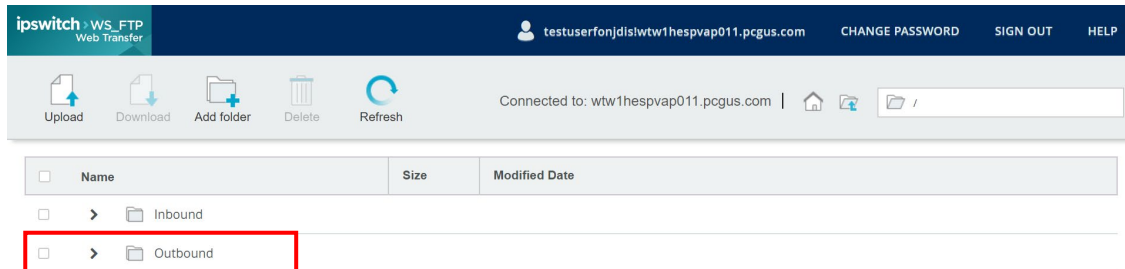 ipswitch WS_FTP
Web Transfer
testuserfonjdis!wtw1hespvap011.pcgus.com CHANGE PASSWORD SIGN OUT HELP
Upload Download Add folder Delete Refresh
Connected to: wtw1hespvap011.pcgus.com | /
Name Size Modified Date
Inbound
Outbound